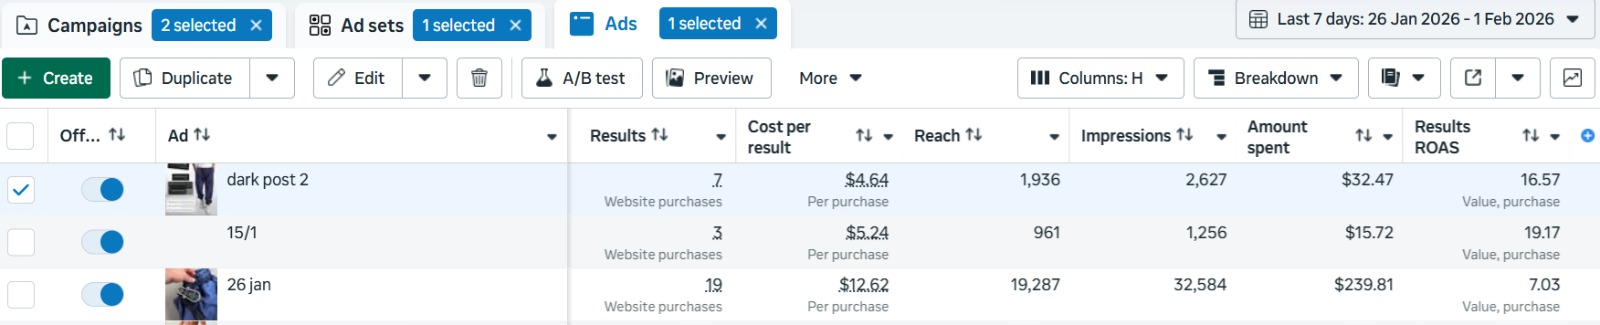 Campaigns 2 selected ×
Ad sets 1 selected ×
Ads 1 selected ×
Last 7 days: 26 Jan 2026 - 1 Feb 2026
+ Create Duplicate Edit A/B test Preview More Columns: H Breakdown
Off... Ad Results Cost per result Reach Impressions Amount spent Results ROAS
dark post 2 7 $4.64 1,936 2,627 $32.47 16.57
Website purchases Per purchase Value, purchase
15/1 3 $5.24 961 1,256 $15.72 19.17
Website purchases Per purchase Value, purchase
26 jan 19 $12.62 19,287 32,584 $239.81 7.03
Website purchases Per purchase Value, purchase